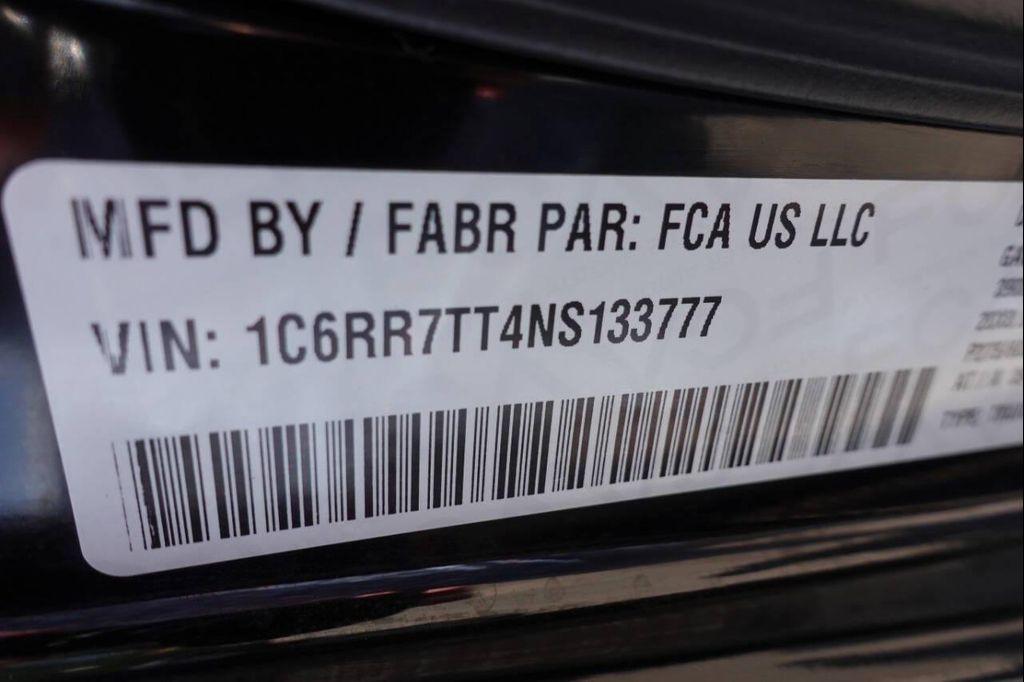 MFD BY / FABR PAR: FCA US LLC
VIN: 1C6RR7TT4NS133777